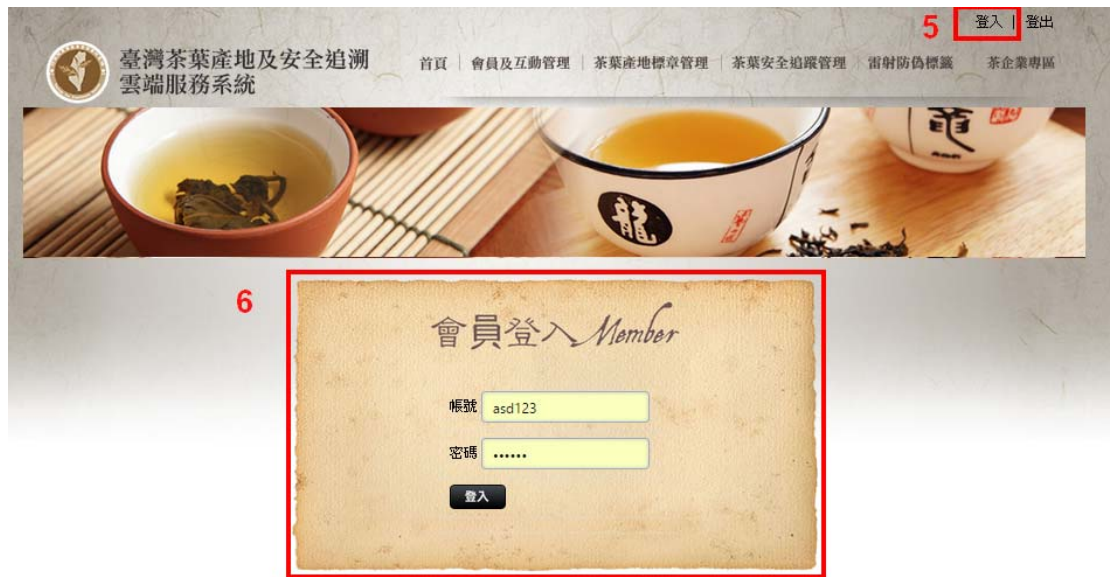 5
登入 | 登出
臺灣茶葉產地及安全追溯
雲端服務系統
首頁 | 會員及互動管理 | 茶葉產地標章管理 | 茶葉安全追蹤管理 | 雷射防偽標籤 茶企業專區
龍
6
會員登入 Member
帳號 asd123
密碼 ••••••
登入